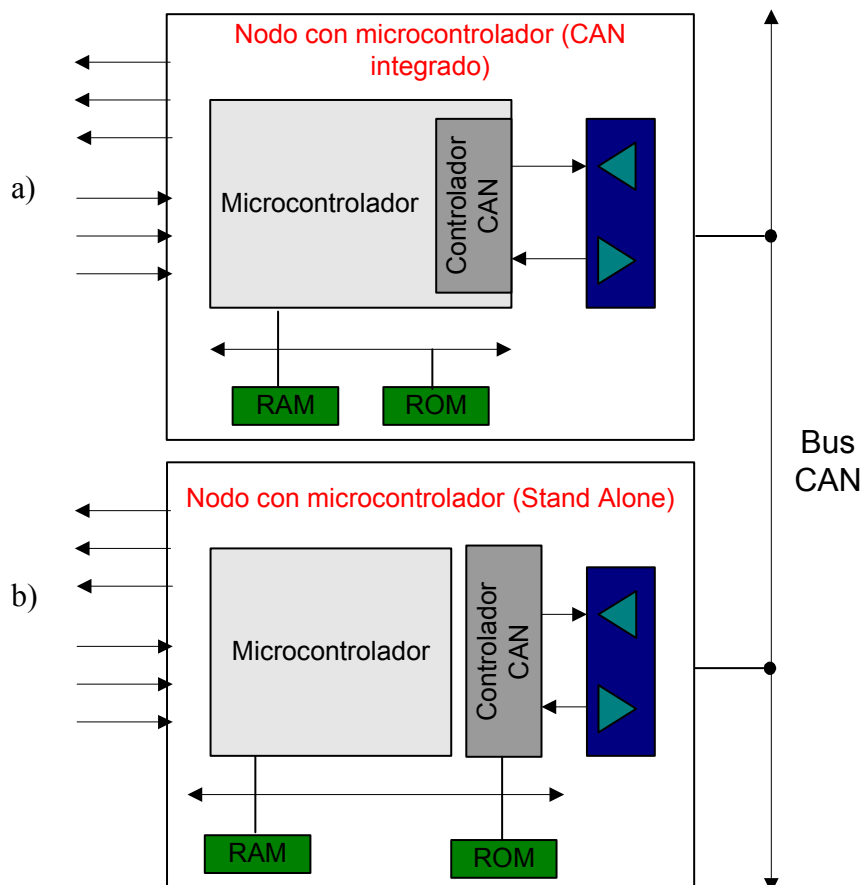 Nodo con microcontrolador (CAN
integrado)
a)
Microcontrolador
Controlador
CAN
RAM
ROM
Bus
CAN
Nodo con microcontrolador (Stand Alone)
b)
Microcontrolador
Controlador
CAN
RAM
ROM